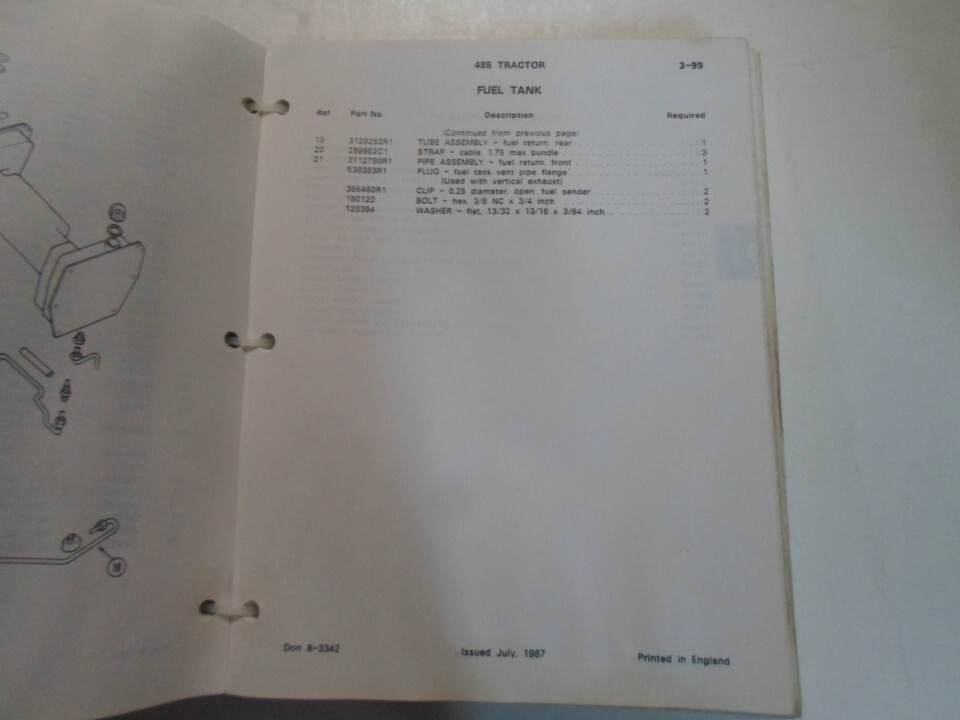 485 TRACTOR 3-99
FUEL TANK
Ref Part No. Description Required
(Continued from previous page)
19 3129262R1 TUBE ASSEMBLY - fuel return, rear 1
20 289862C1 STRAP - cable, 1.75 max bundle 3
21 3112790R1 PIPE ASSEMBLY - fuel return, front 1
538393R1 PLUG - fuel tank vent pipe flange 1
(Used with vertical exhaust)
366460R1 CLIP - 0.25 diameter, open, fuel sender 2
180120 BOLT - hex, 3/8 NC x 3/4 inch 2
120394 WASHER - flat, 13/32 x 13/16 x 3/64 inch 2
Don 8-3342 Issued July, 1987 Printed in England
19